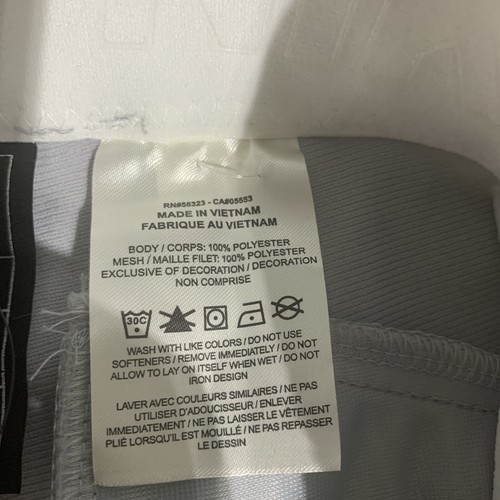 RN#56323 - CA#05553
MADE IN VIETNAM
FABRIQUE AU VIETNAM
BODY / CORPS: 100% POLYESTER
MESH / MAILLE FILET: 100% POLYESTER
EXCLUSIVE OF DECORATION / DECORATION
NON COMPRISE
30C
WASH WITH LIKE COLORS / DO NOT USE
SOFTENERS / REMOVE IMMEDIATELY / DO NOT
ALLOW TO LAY ON ITSELF WHEN WET / DO NOT
IRON DESIGN
LAVER AVEC COULEURS SIMILAIRES / NE PAS
UTILISER D'ADOUCISSEUR / ENLEVER
IMMEDIATEMENT / NE PAS LAISSER LE VÊTEMENT
PLIÉ LORSQU'IL EST MOUILLÉ / NE PAS REPASSER
LE DESSIN